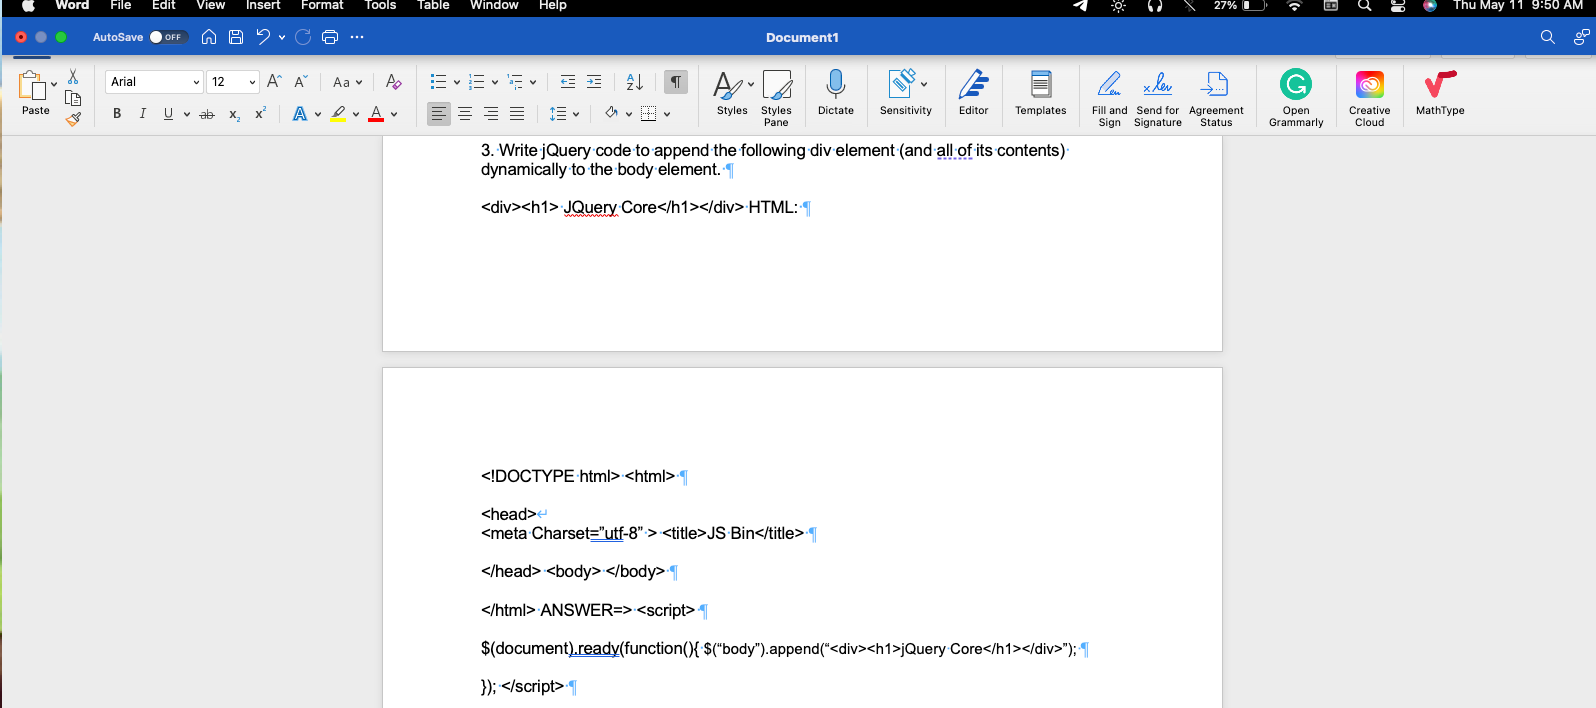 Word File Edit View Insert Format Tools Table Window Help 27% Thu May 11 9:50 AM
AutoSave OFF Document1
Arial 12 Aa
Paste B I U ab x2 x2 A A Styles Styles Pane Dictate Sensitivity Editor Templates Fill and Sign Send for Signature Agreement Status Open Grammarly Creative Cloud MathType
3. Write jQuery code to append the following div element (and all of its contents)
dynamically to the body element. ¶
<div><h1> JQuery Core</h1></div> HTML: ¶
<!DOCTYPE html> <html> ¶
<head>↵
<meta Charset=”utf-8” > <title>JS Bin</title> ¶
</head> <body> </body> ¶
</html> ANSWER=> <script> ¶
$(document).ready(function(){ $(“body”).append(“<div><h1>jQuery Core</h1></div>”); ¶
}); </script> ¶